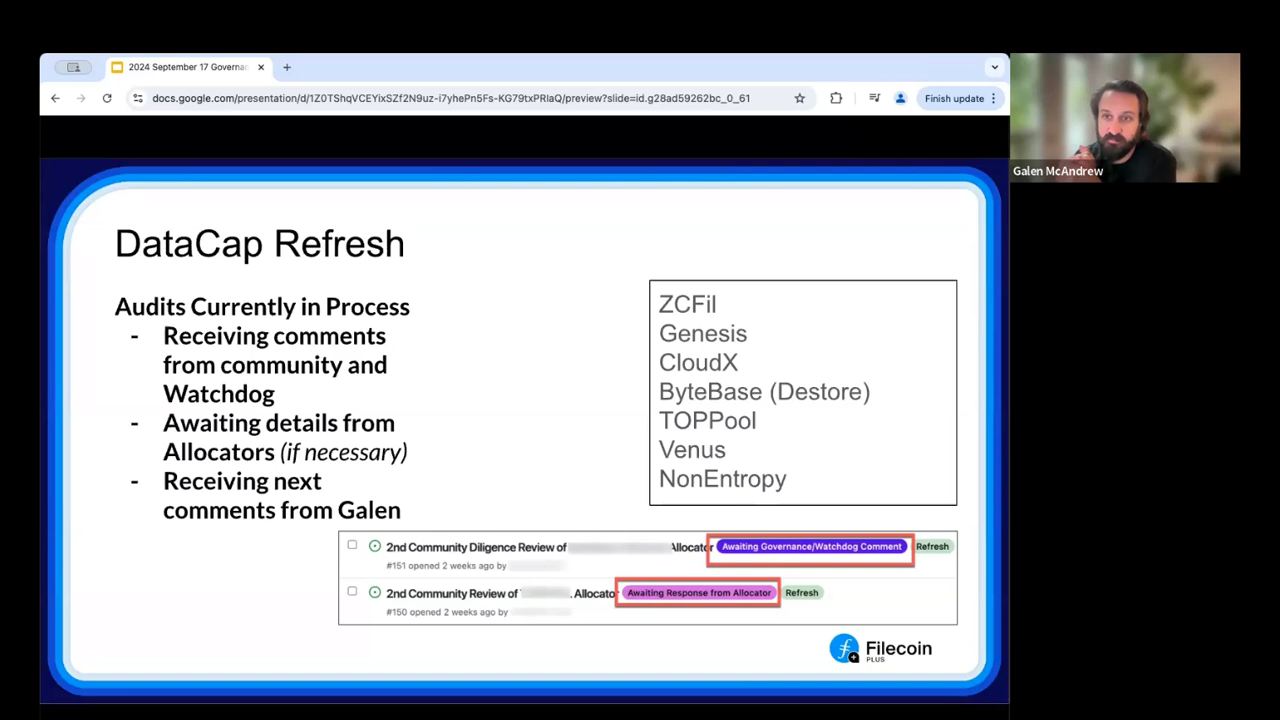 2024 September 17 Governa
docs.google.com/presentation/d/1Z0TShqVCEYixSZf2N9uz-i7yhePn5Fs-KG79txPRlaQ/preview?slide=id.g28ad59262bc_0_61
Finish update
Galen McAndrew
DataCap Refresh
Audits Currently in Process
- Receiving comments
from community and
Watchdog
- Awaiting details from
Allocators (if necessary)
- Receiving next
comments from Galen
ZCFil
Genesis
CloudX
ByteBase (Destore)
TOPPool
Venus
NonEntropy
2nd Community Diligence Review of Allocator Awaiting Governance/Watchdog Comment Refresh
#151 opened 2 weeks ago by
2nd Community Review of . Allocator Awaiting Response from Allocator Refresh
#150 opened 2 weeks ago by
Filecoin
PLUS